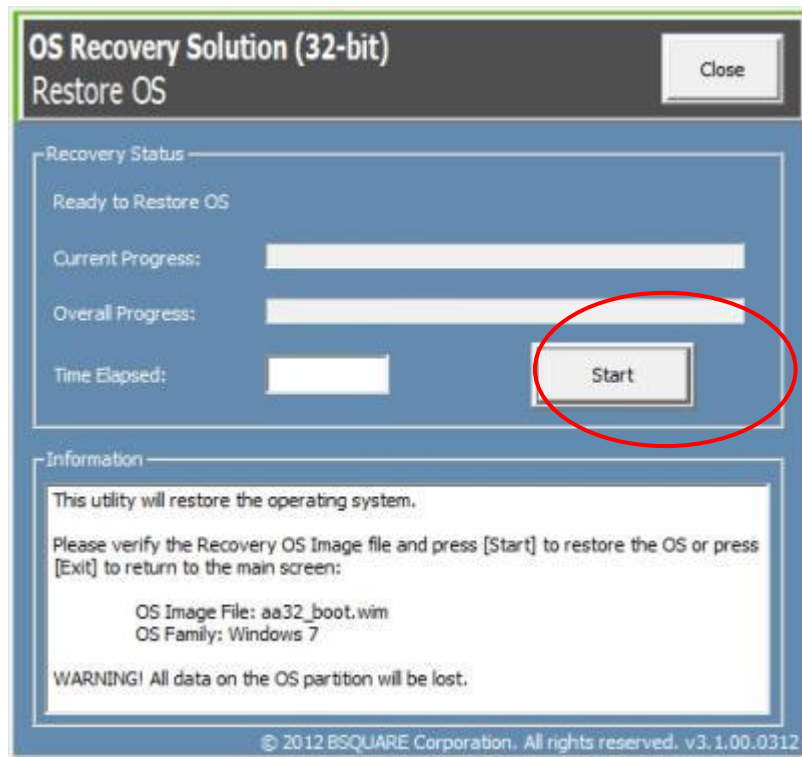 OS Recovery Solution (32-bit)
Restore OS
Close
Recovery Status
Ready to Restore OS
Current Progress:
Overall Progress:
Time Elapsed:
Start
Information
This utility will restore the operating system.
Please verify the Recovery OS Image file and press [Start] to restore the OS or press
[Exit] to return to the main screen:
OS Image File: aa32_boot.wim
OS Family: Windows 7
WARNING! All data on the OS partition will be lost.
© 2012 BSQUARE Corporation. All rights reserved. v3.1.00.0312